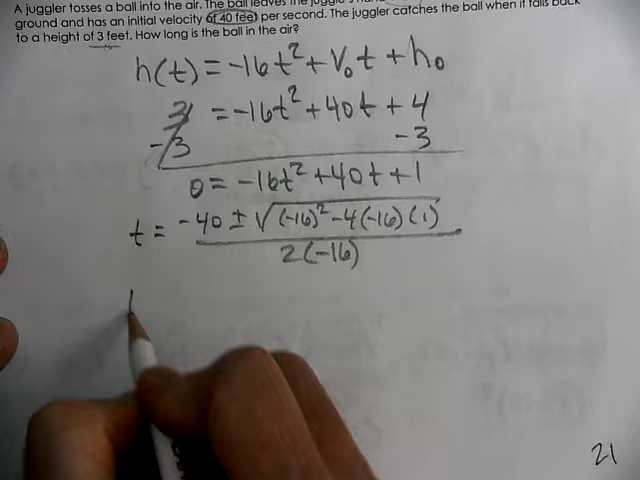 A juggler tosses a ball into the air. The ball leaves the juggler's
ground and has an initial velocity of 40 feet per second. The juggler catches the ball when it falls back
to a height of 3 feet. How long is the ball in the air?
h(t) = -16t² + V₀t + h₀
3 = -16t² + 40t + 4
-3 -3
0 = -16t² + 40t + 1
t = -40 ± √(-16)² - 4(-16)(1)
2(-16)
21